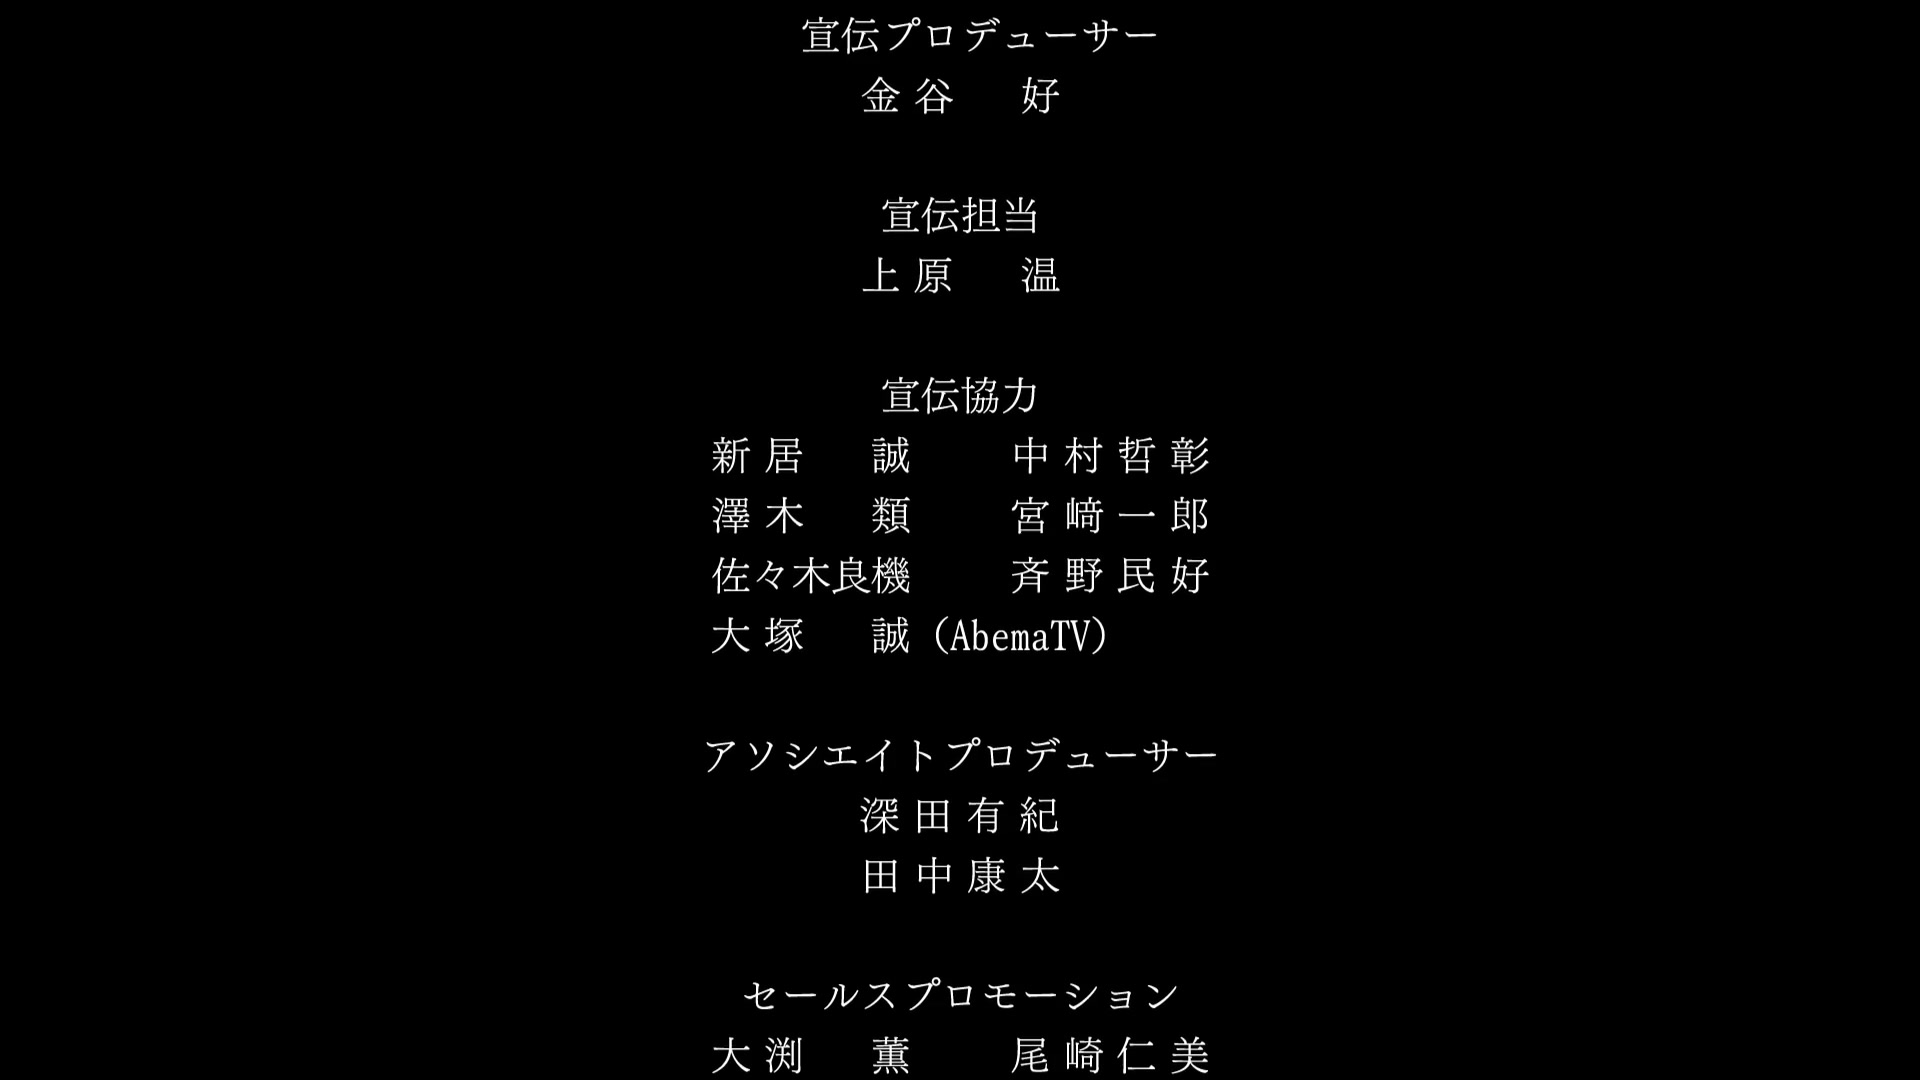 宣伝プロデューサー
金谷　好
宣伝担当
上原　温
宣伝協力
新居　誠　　中村哲彰
澤木　類　　宮﨑一郎
佐々木良機　　斉野民好
大塚　誠（AbemaTV）
アソシエイトプロデューサー
深田有紀
田中康太
セールスプロモーション
大渕　薫　　尾崎仁美